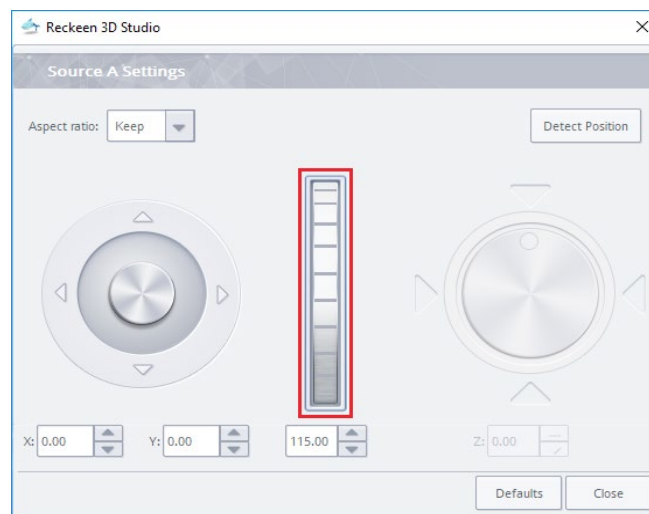 Reckeen 3D Studio
Source A Settings
Aspect ratio: Keep
Detect Position
X: 0.00 Y: 0.00 115.00 Z: 0.00
Defaults Close